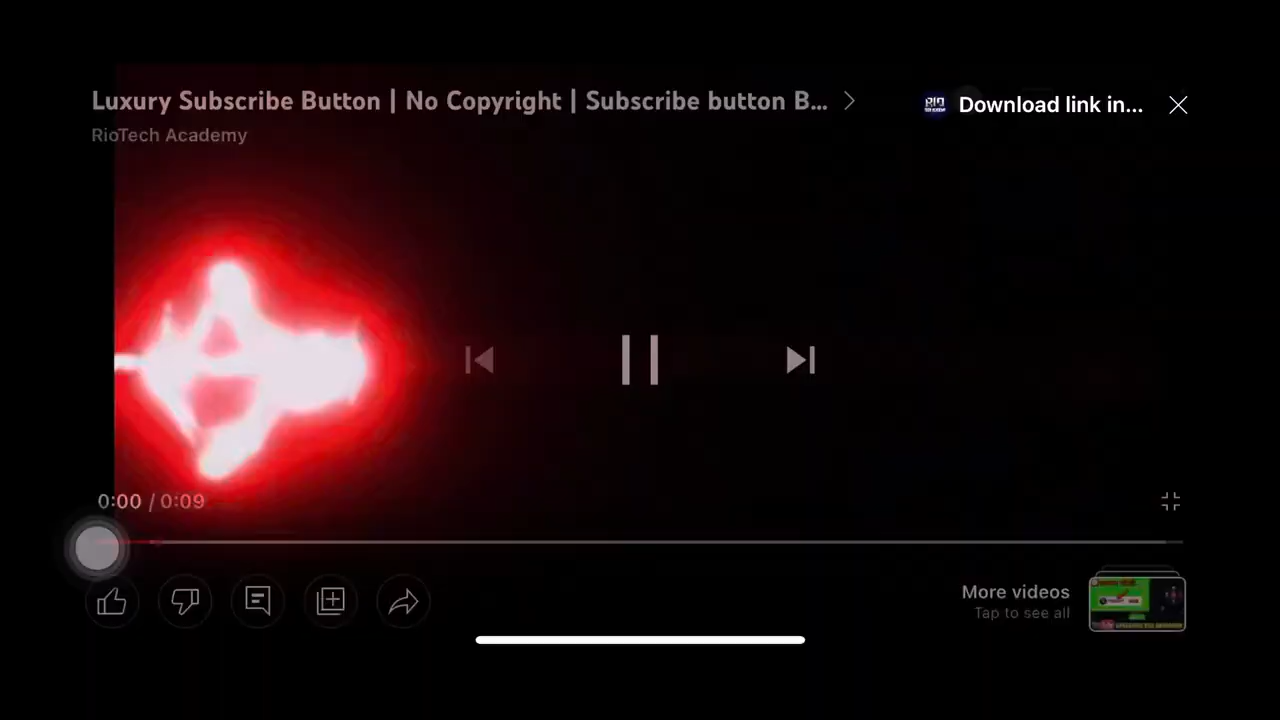 Luxury Subscribe Button | No Copyright | Subscribe button B...
RioTech Academy
Download link in...
0:00 / 0:09
More videos
Tap to see all